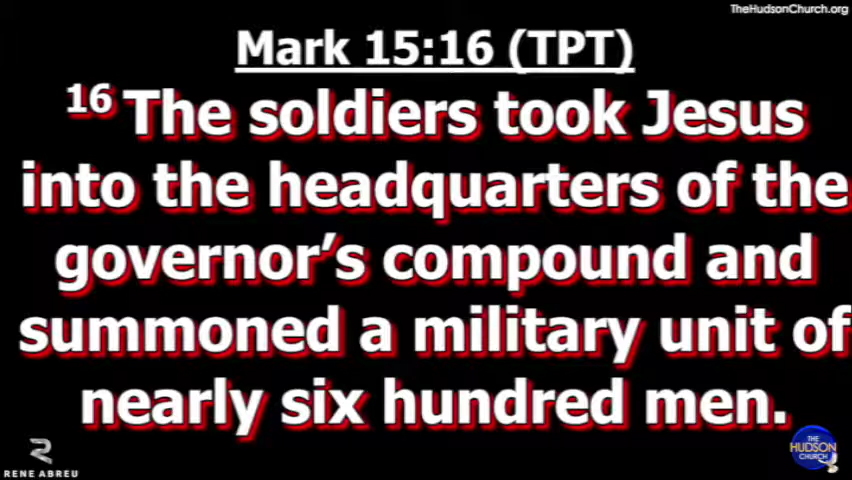 TheHudsonChurch.org
Mark 15:16 (TPT)
16 The soldiers took Jesus
into the headquarters of the
governor’s compound and
summoned a military unit of
nearly six hundred men.
RENE ABREU
THE
HUDSON
CHURCH